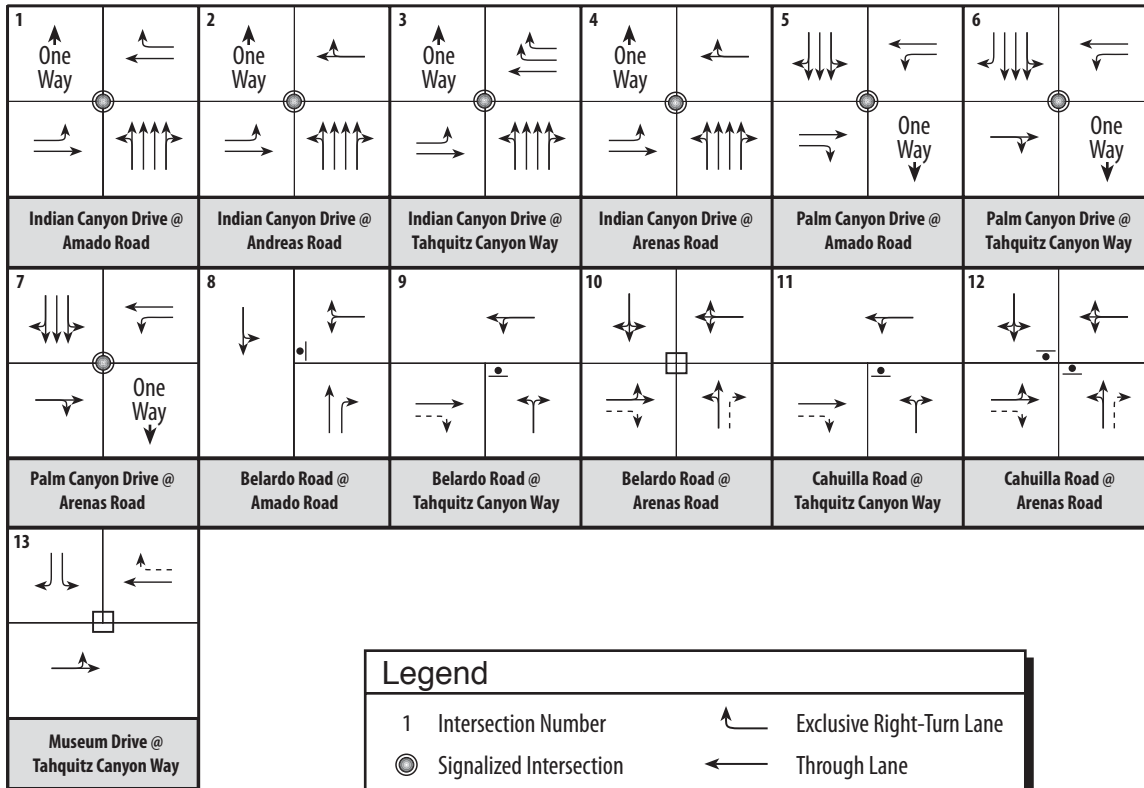 1
One
Way
Indian Canyon Drive @
Amado Road
2
One
Way
Indian Canyon Drive @
Andreas Road
3
One
Way
Indian Canyon Drive @
Tahquitz Canyon Way
4
One
Way
Indian Canyon Drive @
Arenas Road
5
One
Way
Palm Canyon Drive @
Amado Road
6
One
Way
Palm Canyon Drive @
Tahquitz Canyon Way
7
One
Way
Palm Canyon Drive @
Arenas Road
8
Belardo Road @
Amado Road
9
Belardo Road @
Tahquitz Canyon Way
10
Belardo Road @
Arenas Road
11
Cahuilla Road @
Tahquitz Canyon Way
12
Cahuilla Road @
Arenas Road
13
Museum Drive @
Tahquitz Canyon Way
Legend
1 Intersection Number
Exclusive Right-Turn Lane
Signalized Intersection
Through Lane